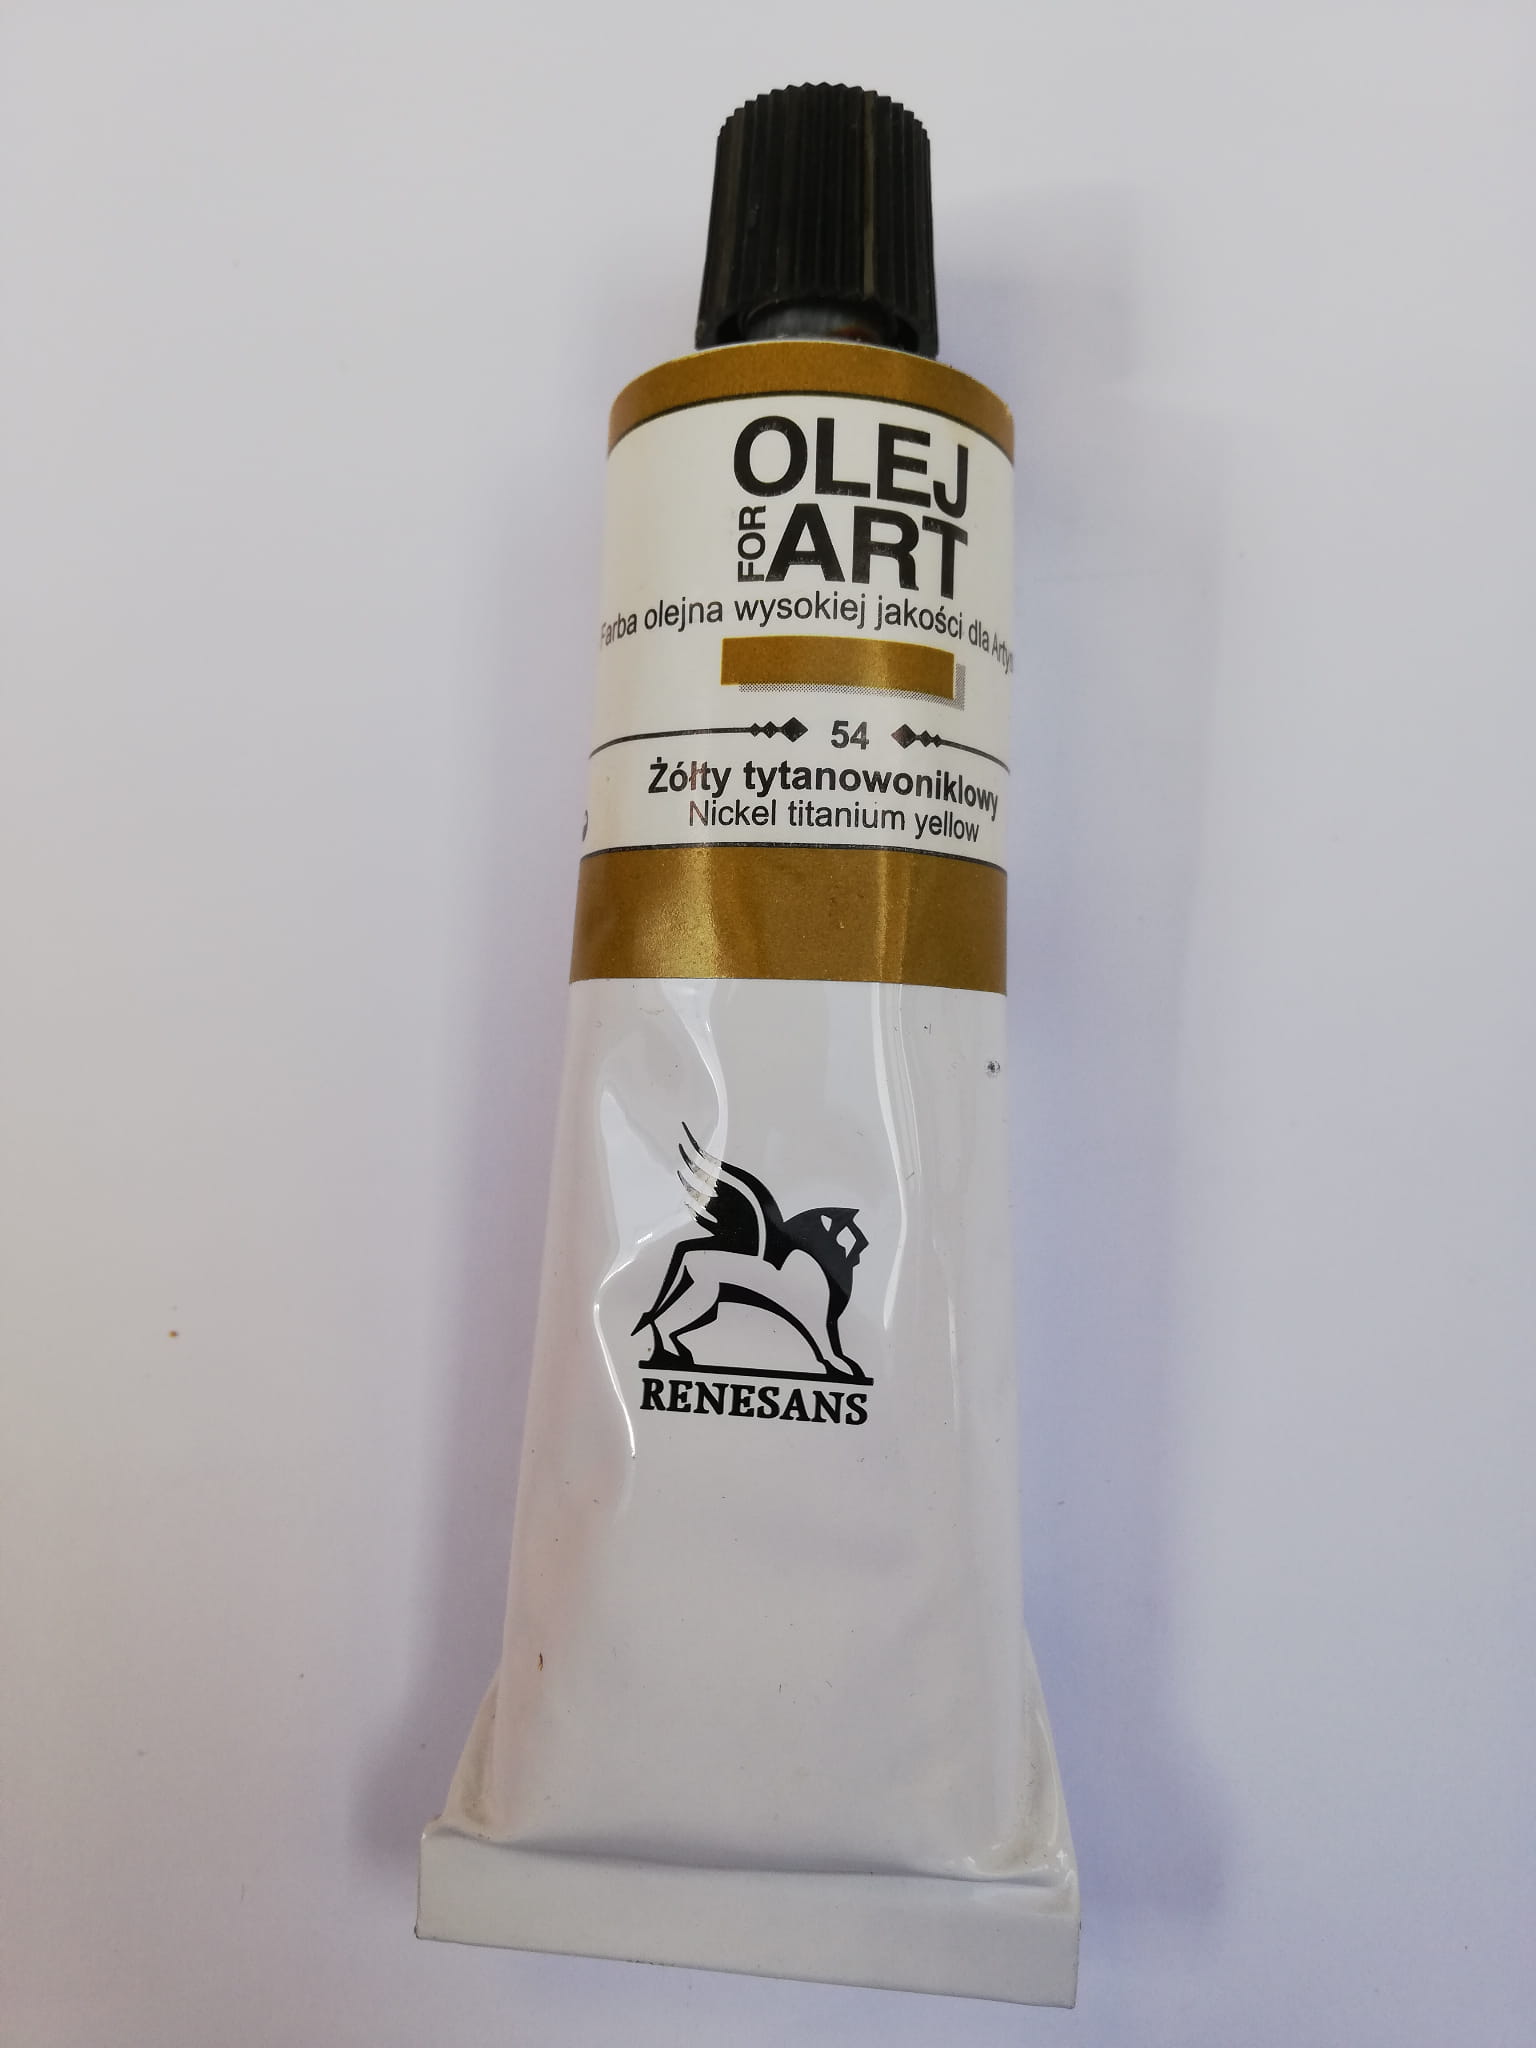 OLEJ
FOR ART
Farba olejna wysokiej jakości dla
54
Żółty tytanowoniklowy
Nickel titanium yellow
RENESANS